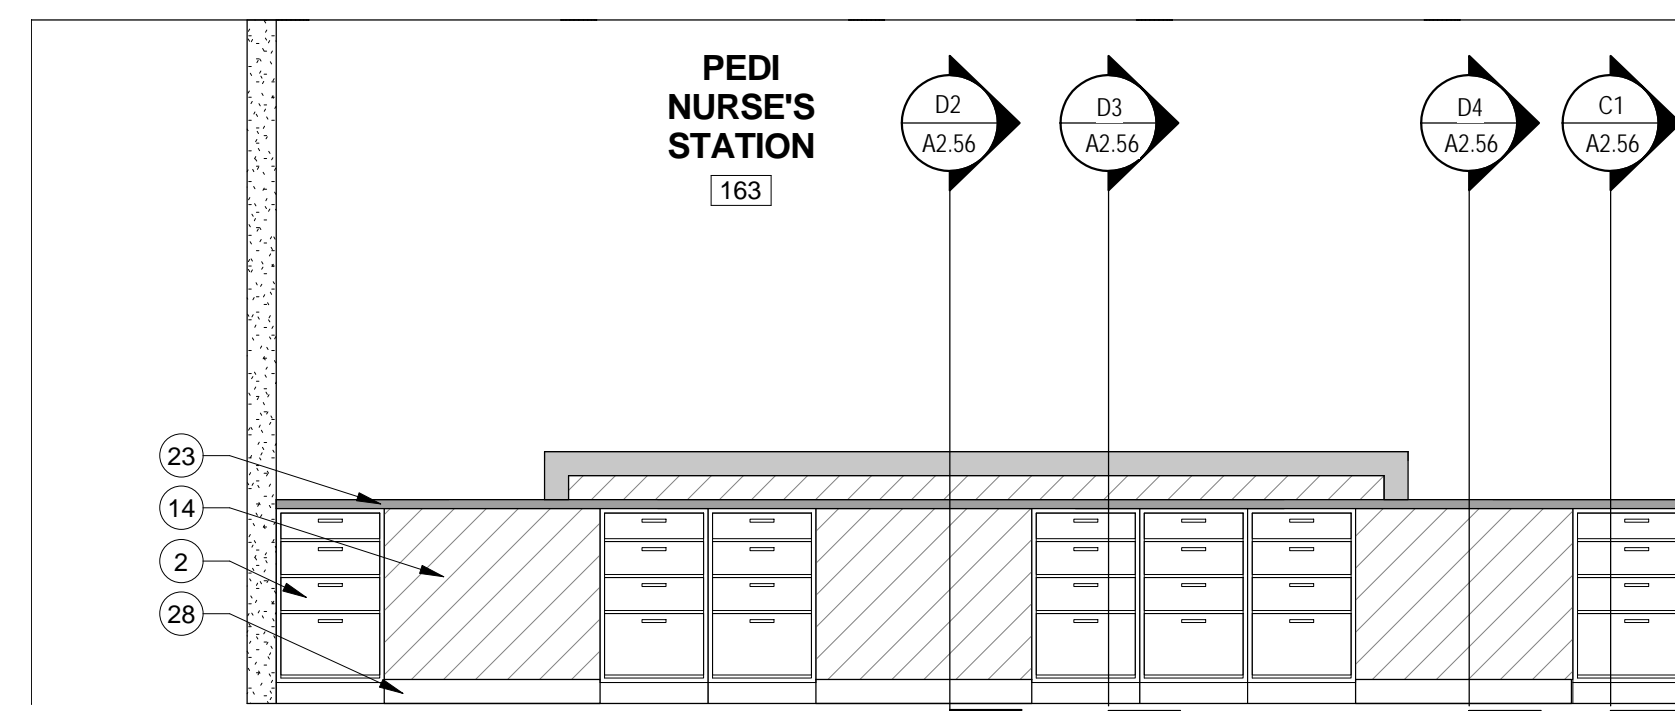 PEDI
NURSE'S
STATION
163
D2
A2.56
D3
A2.56
D4
A2.56
C1
A2.56
23
14
2
28